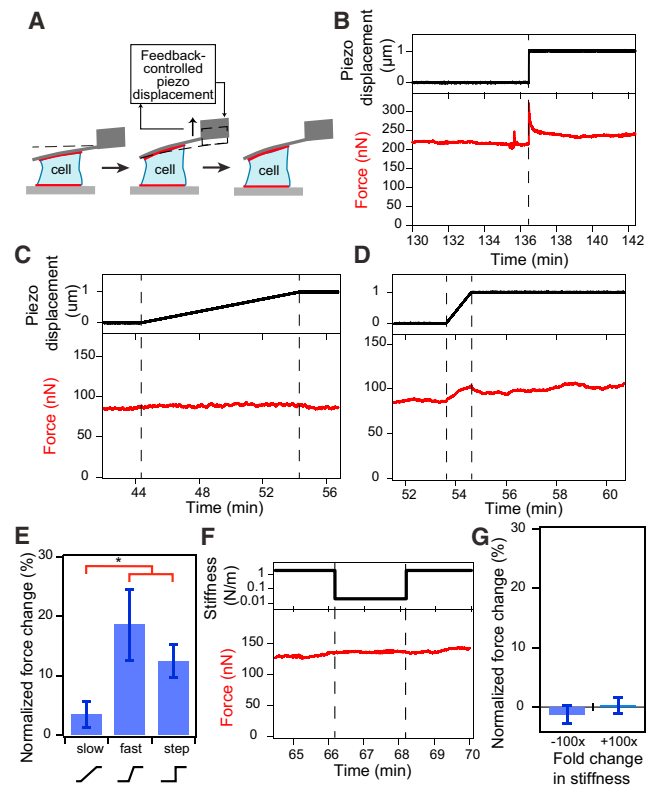 A
Feedback-
controlled
piezo
displacement
cell
cell
cell
B
Piezo
displacement
(µm)
1
0
Force (nN)
300
250
200
150
100
50
0
130 132 134 136 138 140 142
Time (min)
C
Piezo
displacement
(um)
1
0
Force (nN)
150
100
50
0
44 48 52 56
Time (min)
D
1
0
150
100
50
0
52 54 56 58 60
Time (min)
E
Normalized force change (%)
30
20
10
0
*
slow fast step
F
Stiffness
(N/m)
1
-0.01
Force (nN)
150
100
50
0
65 66 67 68 69 70
Time (min)
G
Normalized force change (%)
30
20
10
0
-100x +100x
Fold change
in stiffness